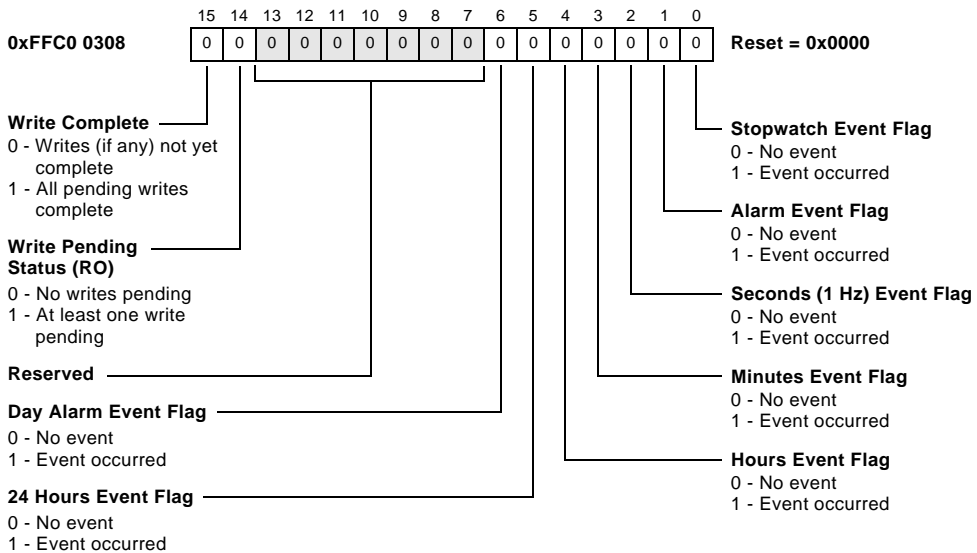 15 14 13 12 11 10 9 8 7 6 5 4 3 2 1 0
0xFFC0 0308 0 0 0 0 0 0 0 0 0 0 0 0 0 0 0 0 Reset = 0x0000
Write Complete
0 - Writes (if any) not yet
complete
1 - All pending writes
complete
Write Pending
Status (RO)
0 - No writes pending
1 - At least one write
pending
Reserved
Day Alarm Event Flag
0 - No event
1 - Event occurred
24 Hours Event Flag
0 - No event
1 - Event occurred
Stopwatch Event Flag
0 - No event
1 - Event occurred
Alarm Event Flag
0 - No event
1 - Event occurred
Seconds (1 Hz) Event Flag
0 - No event
1 - Event occurred
Minutes Event Flag
0 - No event
1 - Event occurred
Hours Event Flag
0 - No event
1 - Event occurred